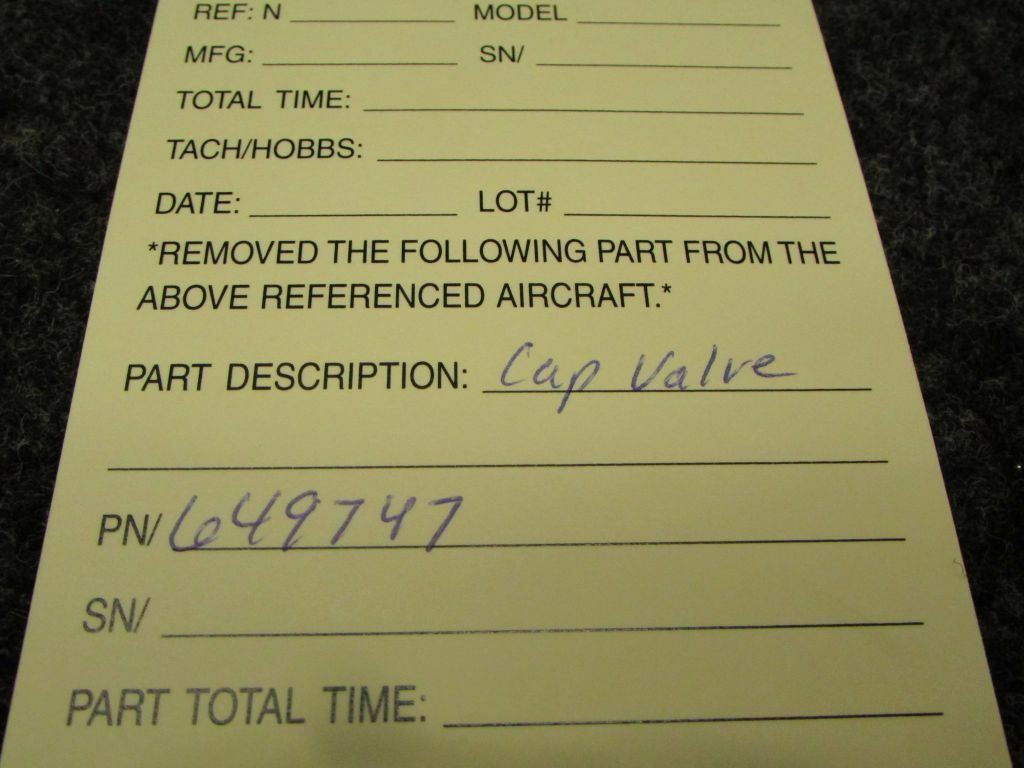 REF: N MODEL
MFG: SN/
TOTAL TIME:
TACH/HOBBS:
DATE: LOT#
*REMOVED THE FOLLOWING PART FROM THE
ABOVE REFERENCED AIRCRAFT.*
PART DESCRIPTION: Cap Valve
PN/ 649747
SN/
PART TOTAL TIME: